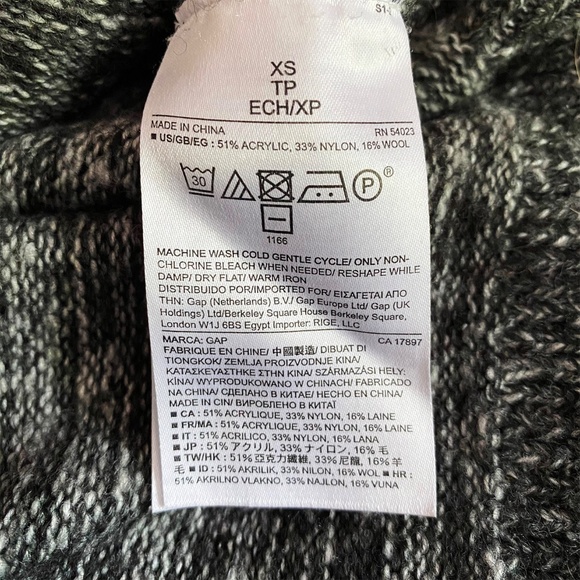 S1-
XS
TP
ECH/XP
MADE IN CHINA RN 54023
■ US/GB/EG : 51% ACRYLIC, 33% NYLON, 16% WOOL
30 P ®
1166
MACHINE WASH COLD GENTLE CYCLE/ ONLY NON-
CHLORINE BLEACH WHEN NEEDED/ RESHAPE WHILE
DAMP/ DRY FLAT/ WARM IRON
DISTRIBUIDO POR/IMPORTED FOR/ ΕΙΣΑΓΕΤΑΙ ΑΠΟ
THN: Gap (Netherlands) B.V./ Gap Europe Ltd/ Gap (UK
Holdings) Ltd/Berkeley Square House Berkeley Square,
London W1J 6BS Egypt Importer: RIGE, LLC
MARCA: GAP CA 17897
FABRIQUE EN CHINE/ 中國製造/ DIBUAT DI
TIONGKOK/ ZEMLJA PROIZVODNJE KINA/
ΚΑΤΑΣΚΕΥΑΣΤΗΚΕ ΣΤΗΝ ΚΙΝΑ/ SZÁRMAZÁSI HELY:
KÍNA/ WYPRODUKOWANO W CHINACH/ FABRICADO
NA CHINA/ СДЕЛАНО В КИТАЕ/ HECHO EN CHINA/
MADE IN CIN/ ВИРОБЛЕНО В КИТАЇ
■ CA : 51% ACRYLIQUE, 33% NYLON, 16% LAINE
■ FR/MA : 51% ACRYLIQUE, 33% NYLON, 16% LAINE
■ IT : 51% ACRILICO, 33% NYLON, 16% LANA
■ JP : 51% アクリル, 33% ナイロン, 16% 毛
■ TW/HK : 51% 亞克力纖維, 33% 尼龍, 16% 羊
毛 ■ ID : 51% AKRILIK, 33% NILON, 16% WOL ■ HR :
51% AKRILNO VLAKNO, 33% NAJLON, 16% VUNA